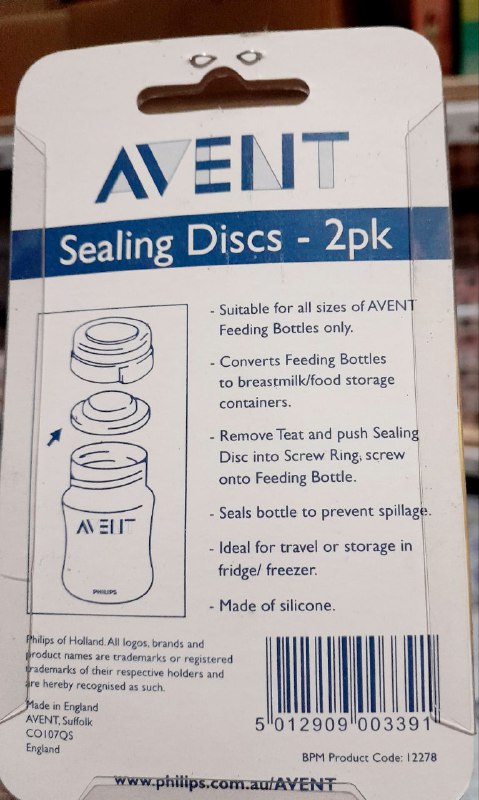 AVENT
Sealing Discs - 2pk
- Suitable for all sizes of AVENT
Feeding Bottles only.
- Converts Feeding Bottles
to breastmilk/food storage
containers.
- Remove Teat and push Sealing
Disc into Screw Ring, screw
onto Feeding Bottle.
- Seals bottle to prevent spillage.
- Ideal for travel or storage in
fridge/ freezer.
- Made of silicone.
AVENT
PHILIPS
Philips of Holland. All logos, brands and
product names are trademarks or registered
trademarks of their respective holders and
are hereby recognised as such.
Made in England
AVENT, Suffolk
CO107QS
England
5 012909 003391
BPM Product Code: 12278
www.philips.com.au/AVENT